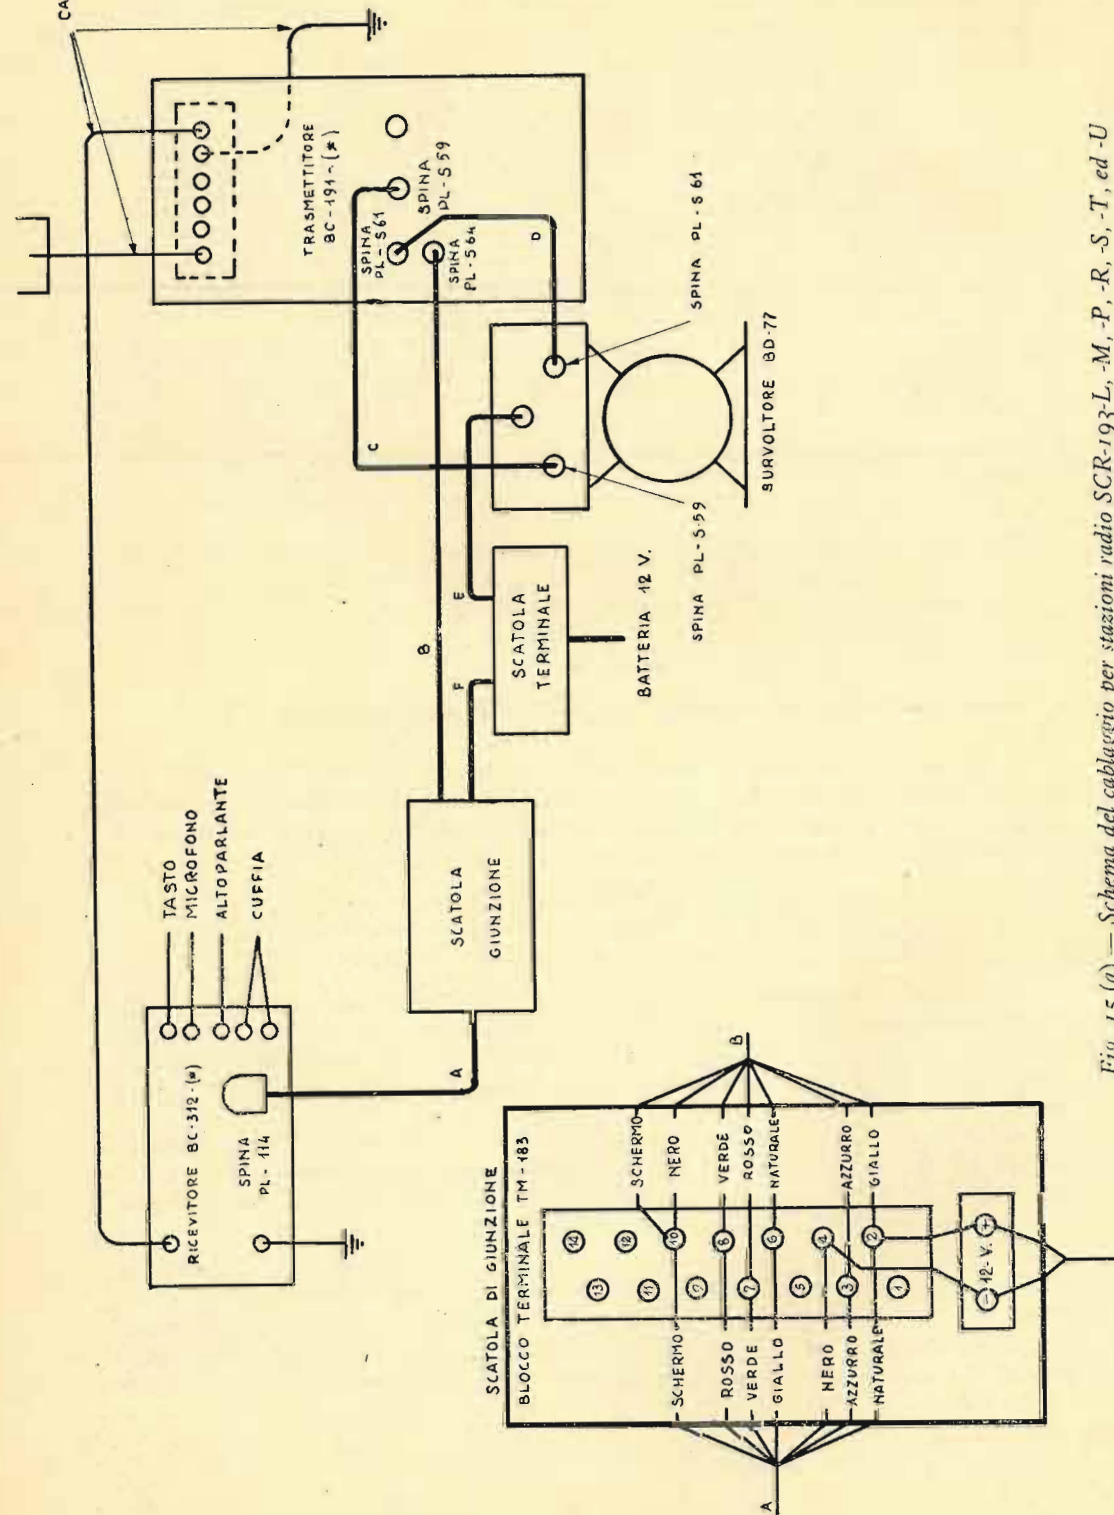 CA
TRASMETTITORE
BC-191-(*)
SPINA
PL-S61
SPINA
PL-S59
SPINA
PL-S64
D
C
B
E
F
SPINA PL-S61
SPINA PL-S-59
SURVOLTORE BD-77
SCATOLA
TERMINALE
BATTERIA 12 V.
TASTO
MICROFONO
ALTOPARLANTE
CUFFIA
RICEVITORE BC-312-(*)
SPINA
PL-114
A
SCATOLA
GIUNZIONE
SCATOLA DI GIUNZIONE
BLOCCO TERMINALE TM-183
SCHERMO
NERO
VERDE
ROSSO
NATURALE
AZZURRO
GIALLO
B
14
12
10
8
6
4
2
13
11
9
7
5
3
1
SCHERMO
ROSSO
VERDE
GIALLO
NERO
AZZURRO
NATURALE
A
- 12-V. +
Fig. 15 (a) — Schema del cablaggio per stazioni radio SCR-193-L, -M, -P, -R, -S, -T, ed -U